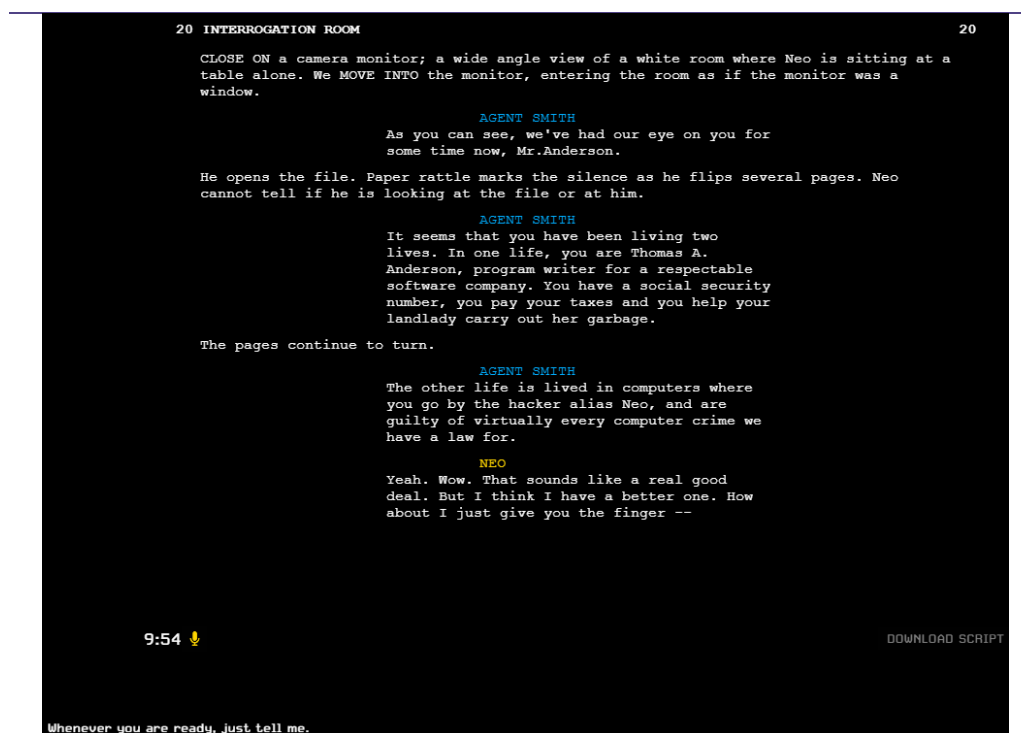 20 INTERROGATION ROOM 20
CLOSE ON a camera monitor; a wide angle view of a white room where Neo is sitting at a
table alone. We MOVE INTO the monitor, entering the room as if the monitor was a
window.
AGENT SMITH
As you can see, we've had our eye on you for
some time now, Mr.Anderson.
He opens the file. Paper rattle marks the silence as he flips several pages. Neo
cannot tell if he is looking at the file or at him.
AGENT SMITH
It seems that you have been living two
lives. In one life, you are Thomas A.
Anderson, program writer for a respectable
software company. You have a social security
number, you pay your taxes and you help your
landlady carry out her garbage.
The pages continue to turn.
AGENT SMITH
The other life is lived in computers where
you go by the hacker alias Neo, and are
guilty of virtually every computer crime we
have a law for.
NEO
Yeah. Wow. That sounds like a real good
deal. But I think I have a better one. How
about I just give you the finger --
9:54 DOWNLOAD SCRIPT
Whenever you are ready, just tell me.